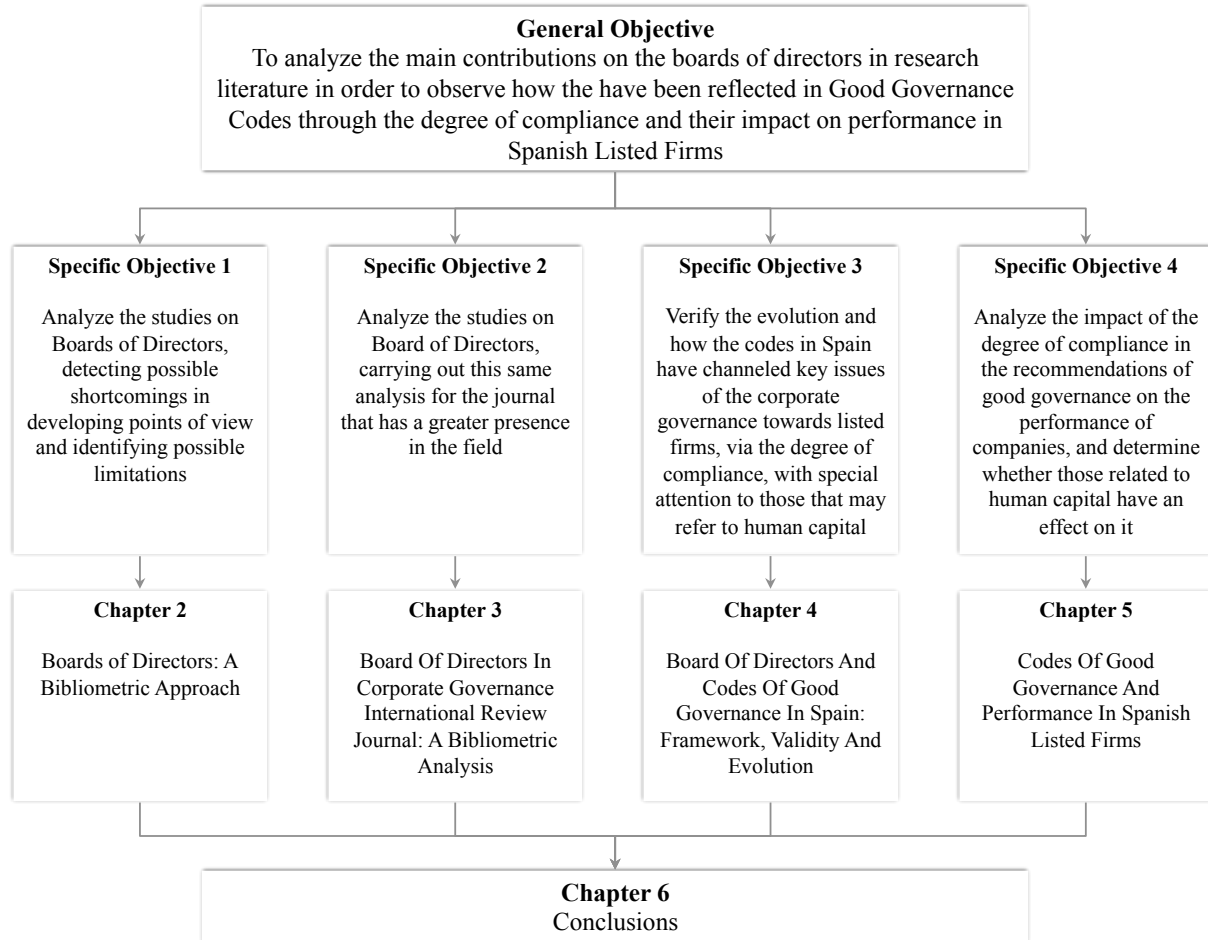 General Objective
To analyze the main contributions on the boards of directors in research
literature in order to observe how the have been reflected in Good Governance
Codes through the degree of compliance and their impact on performance in
Spanish Listed Firms
Specific Objective 1
Analyze the studies on
Boards of Directors,
detecting possible
shortcomings in
developing points of view
and identifying possible
limitations
Specific Objective 2
Analyze the studies on
Board of Directors,
carrying out this same
analysis for the journal
that has a greater presence
in the field
Specific Objective 3
Verify the evolution and
how the codes in Spain
have channeled key issues
of the corporate
governance towards listed
firms, via the degree of
compliance, with special
attention to those that may
refer to human capital
Specific Objective 4
Analyze the impact of the
degree of compliance in
the recommendations of
good governance on the
performance of
companies, and determine
whether those related to
human capital have an
effect on it
Chapter 2
Boards of Directors: A
Bibliometric Approach
Chapter 3
Board Of Directors In
Corporate Governance
International Review
Journal: A Bibliometric
Analysis
Chapter 4
Board Of Directors And
Codes Of Good
Governance In Spain:
Framework, Validity And
Evolution
Chapter 5
Codes Of Good
Governance And
Performance In Spanish
Listed Firms
Chapter 6
Conclusions